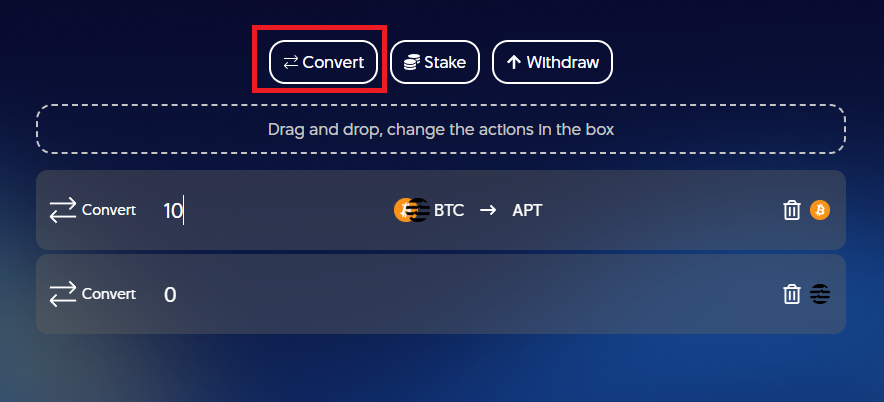 Convert Stake Withdraw
Drag and drop, change the actions in the box
Convert 10 BTC → APT
Convert 0